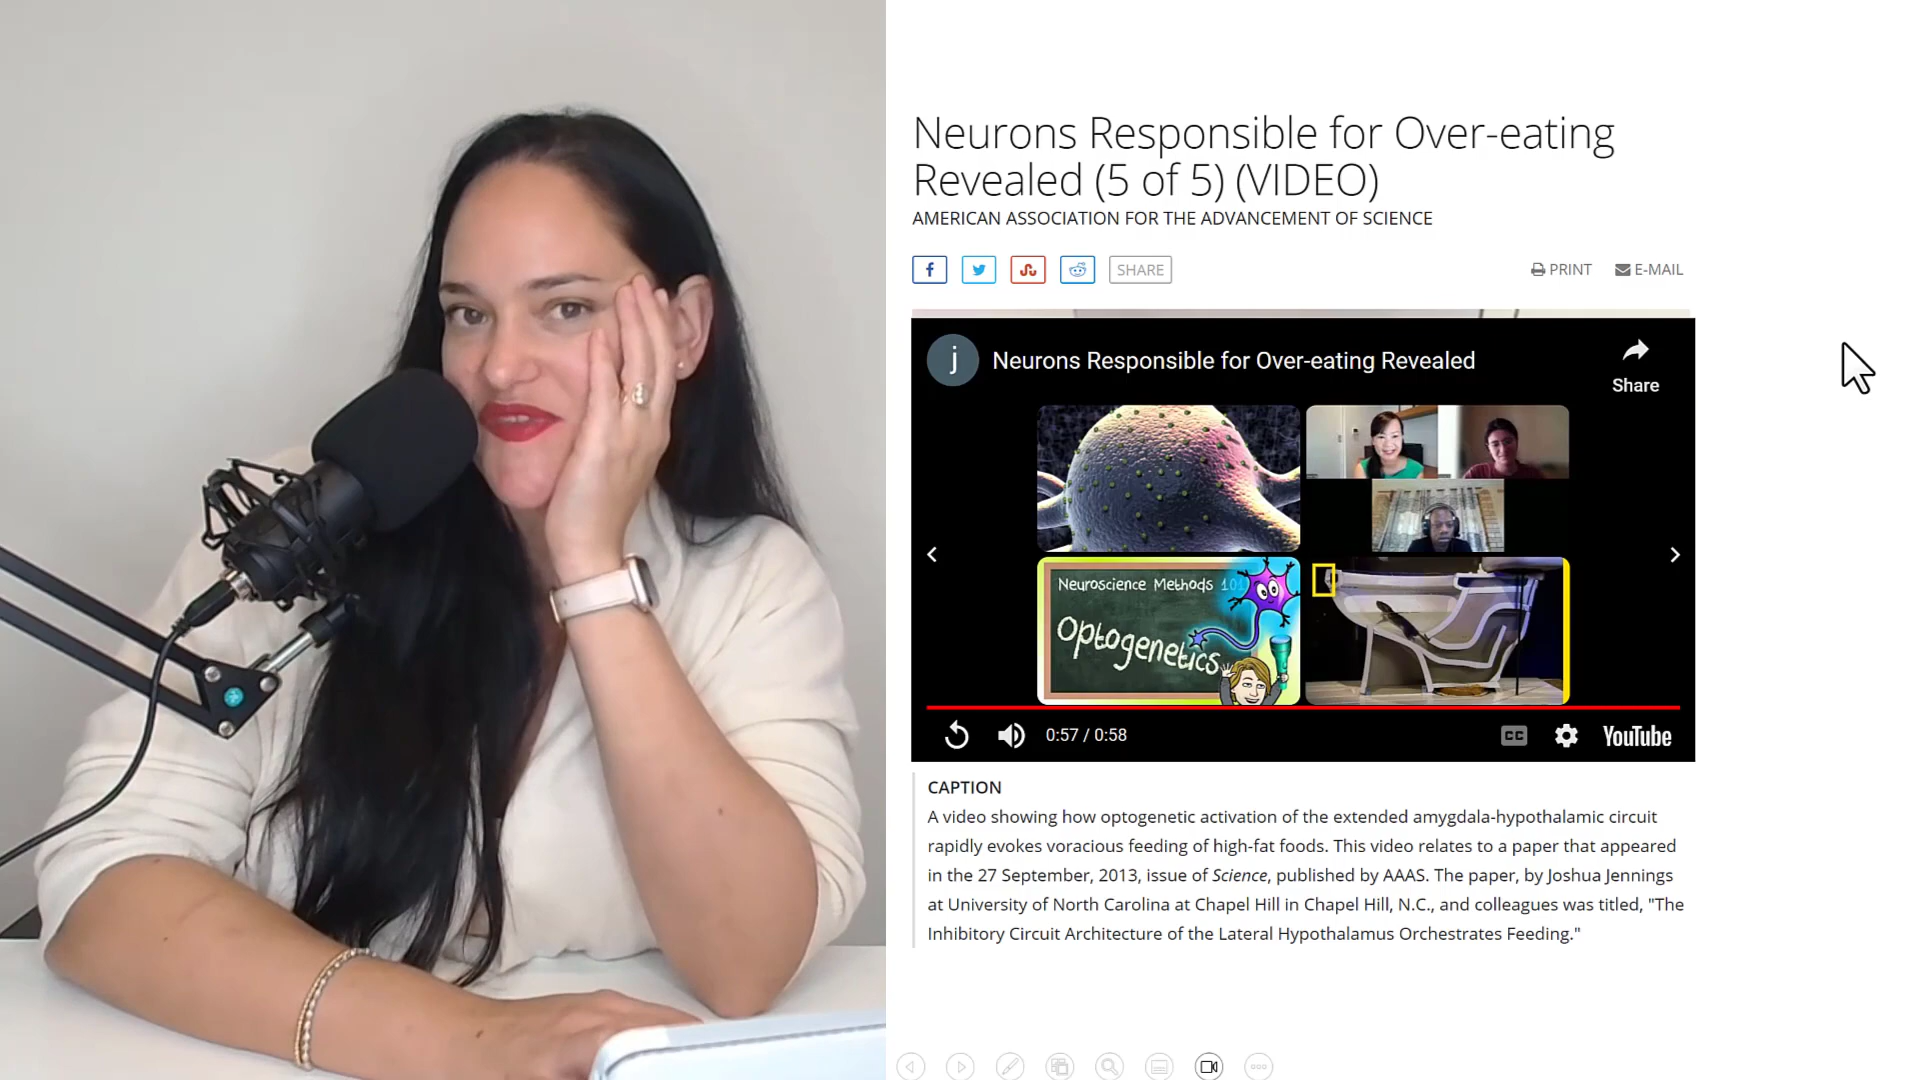 Neurons Responsible for Over-eating
Revealed (5 of 5) (VIDEO)
AMERICAN ASSOCIATION FOR THE ADVANCEMENT OF SCIENCE
SHARE
PRINT
E-MAIL
j
Neurons Responsible for Over-eating Revealed
Share
Neuroscience Methods 101
Optogenetics
0:57 / 0:58
CC
YouTube
CAPTION
A video showing how optogenetic activation of the extended amygdala-hypothalamic circuit
rapidly evokes voracious feeding of high-fat foods. This video relates to a paper that appeared
in the 27 September, 2013, issue of Science, published by AAAS. The paper, by Joshua Jennings
at University of North Carolina at Chapel Hill in Chapel Hill, N.C., and colleagues was titled, "The
Inhibitory Circuit Architecture of the Lateral Hypothalamus Orchestrates Feeding."